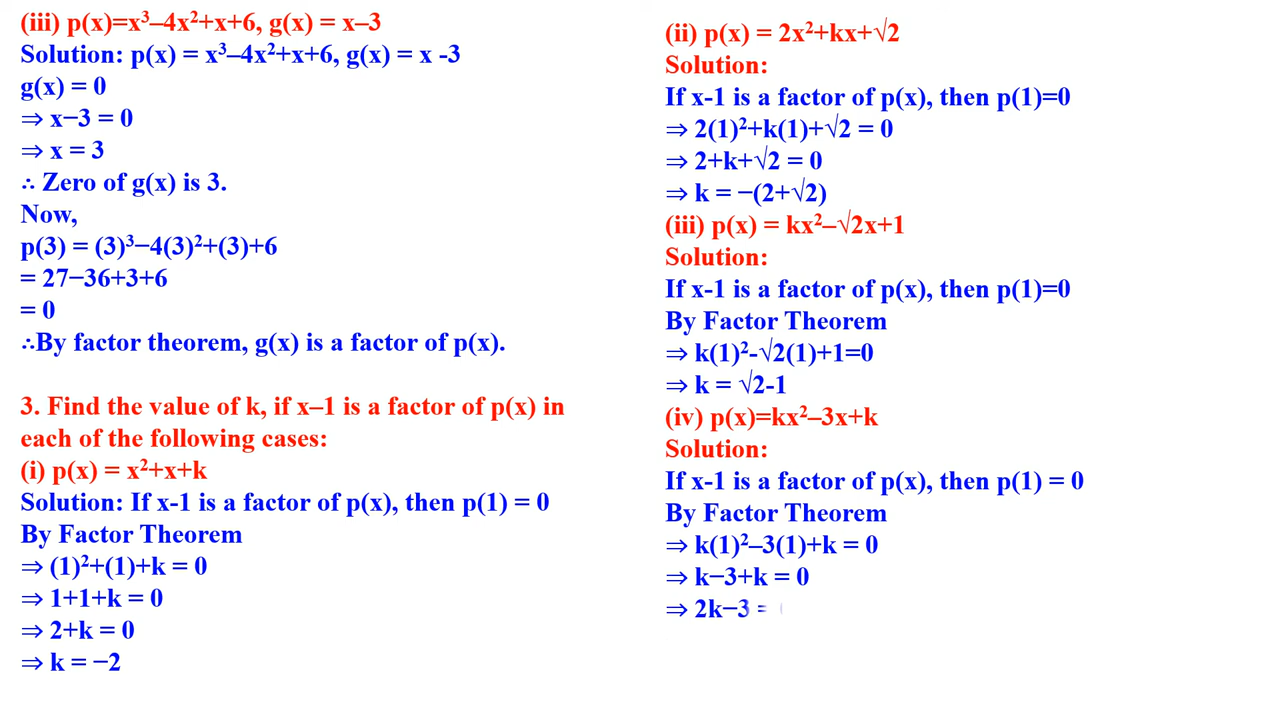 (iii) p(x)=x³–4x²+x+6, g(x) = x–3
Solution: p(x) = x³–4x²+x+6, g(x) = x -3
g(x) = 0
⇒ x−3 = 0
⇒ x = 3
∴ Zero of g(x) is 3.
Now,
p(3) = (3)³−4(3)²+(3)+6
= 27−36+3+6
= 0
∴By factor theorem, g(x) is a factor of p(x).
3. Find the value of k, if x–1 is a factor of p(x) in
each of the following cases:
(i) p(x) = x²+x+k
Solution: If x-1 is a factor of p(x), then p(1) = 0
By Factor Theorem
⇒ (1)²+(1)+k = 0
⇒ 1+1+k = 0
⇒ 2+k = 0
⇒ k = −2
(ii) p(x) = 2x²+kx+√2
Solution:
If x-1 is a factor of p(x), then p(1)=0
⇒ 2(1)²+k(1)+√2 = 0
⇒ 2+k+√2 = 0
⇒ k = −(2+√2)
(iii) p(x) = kx²–√2x+1
Solution:
If x-1 is a factor of p(x), then p(1)=0
By Factor Theorem
⇒ k(1)²-√2(1)+1=0
⇒ k = √2-1
(iv) p(x)=kx²–3x+k
Solution:
If x-1 is a factor of p(x), then p(1) = 0
By Factor Theorem
⇒ k(1)²–3(1)+k = 0
⇒ k−3+k = 0
⇒ 2k−3 =